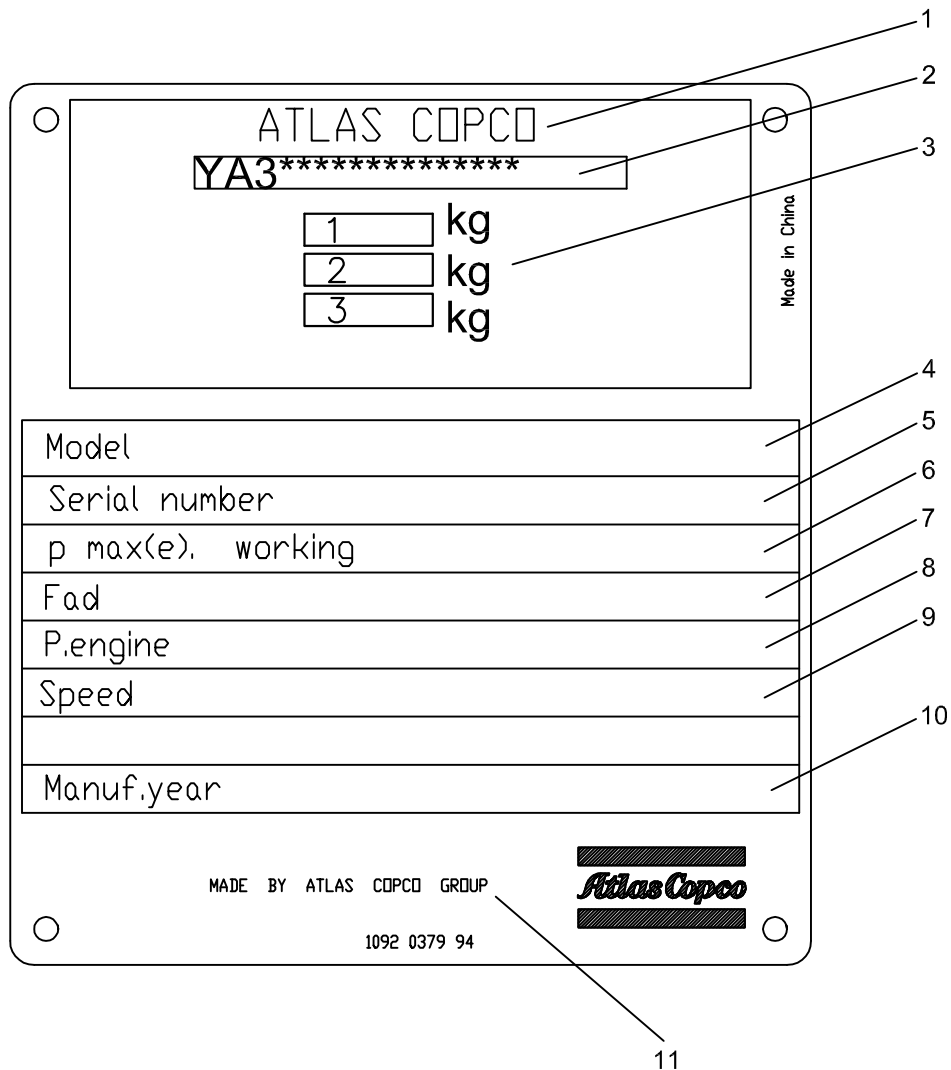 1
2
ATLAS COPCO
3
YA3**************
1 kg
2 kg
3 kg
Made in China
4
Model
5
Serial number
6
p max(e). working
7
Fad
8
P.engine
9
Speed
10
Manuf.year
MADE BY ATLAS COPCO GROUP
Atlas Copco
1092 0379 94
11